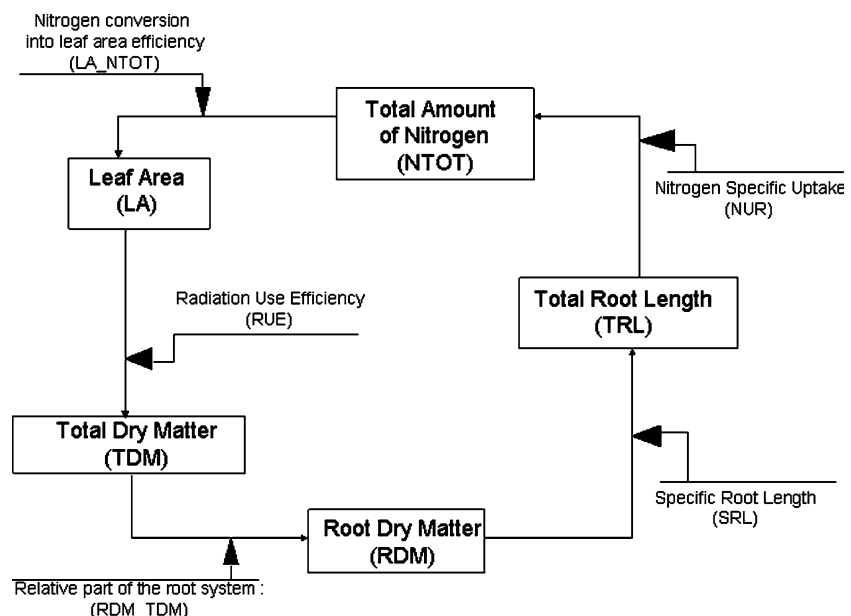 Nitrogen conversion
into leaf area efficiency
(LA_NTOT)
Total Amount
of Nitrogen
(NTOT)
Leaf Area
(LA)
Nitrogen Specific Uptake
(NUR)
Radiation Use Efficiency
(RUE)
Total Root Length
(TRL)
Total Dry Matter
(TDM)
Specific Root Length
(SRL)
Root Dry Matter
(RDM)
Relative part of the root system :
(RDM_TDM)